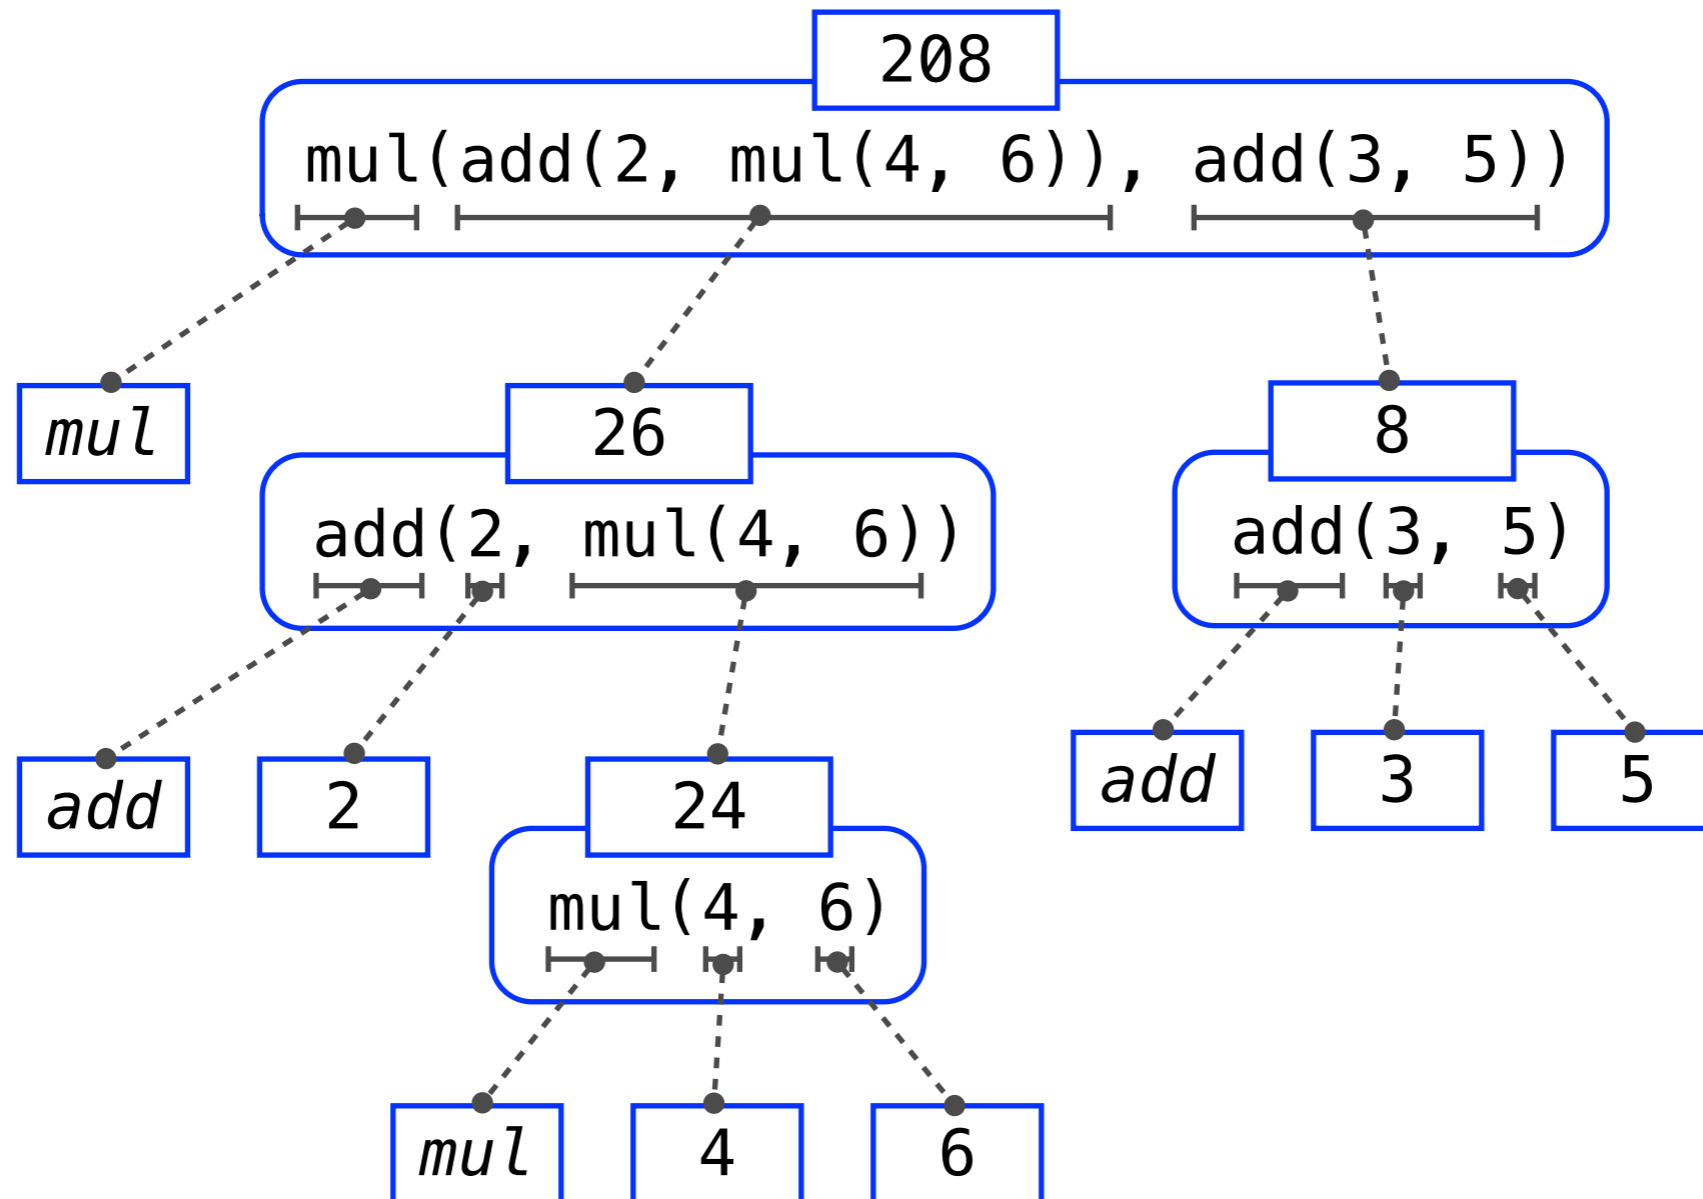 208
mul(add(2, mul(4, 6)), add(3, 5))
mul
26
8
add(2, mul(4, 6))
add(3, 5)
add
2
24
add
3
5
mul(4, 6)
mul
4
6